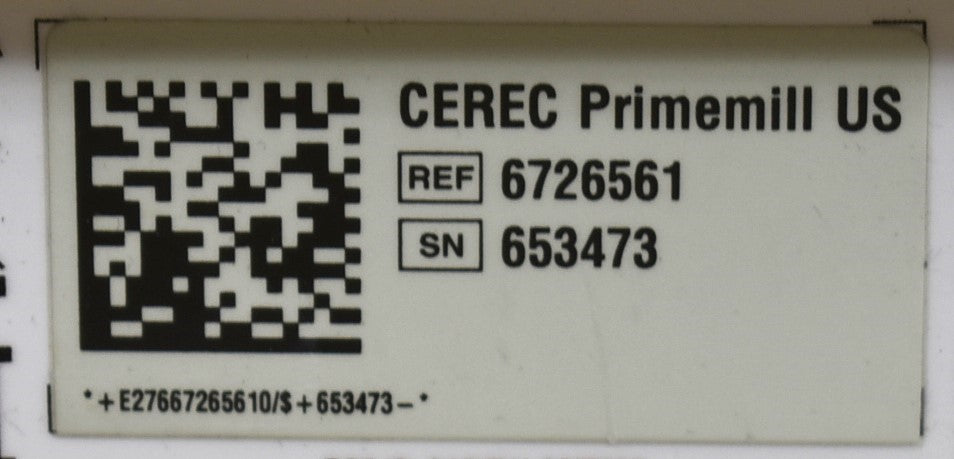 CEREC Primemill US
REF 6726561
SN 653473
*+E27667265610/$+653473-*